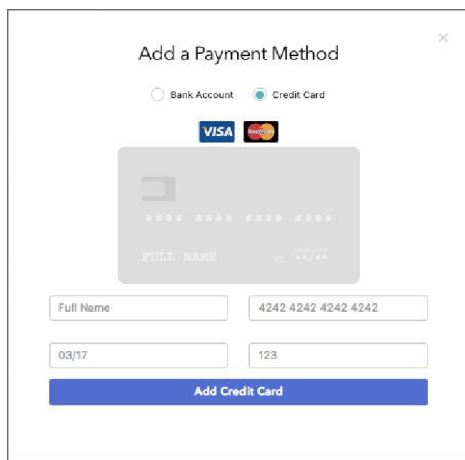 Add a Payment Method
Bank Account Credit Card
VISA MasterCard
FULL NAME **/**
Full Name 4242 4242 4242 4242
03/17 123
Add Credit Card